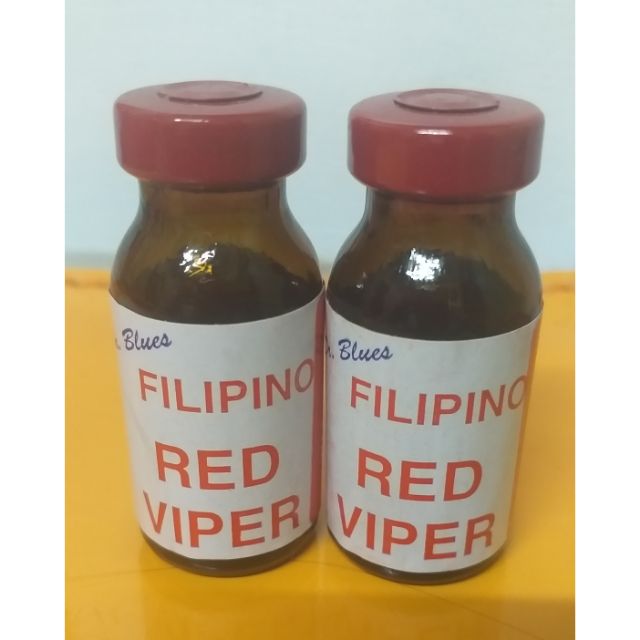 Blues
FILIPINO
RED
VIPER
. Blues
FILIPINO
RED
VIPER